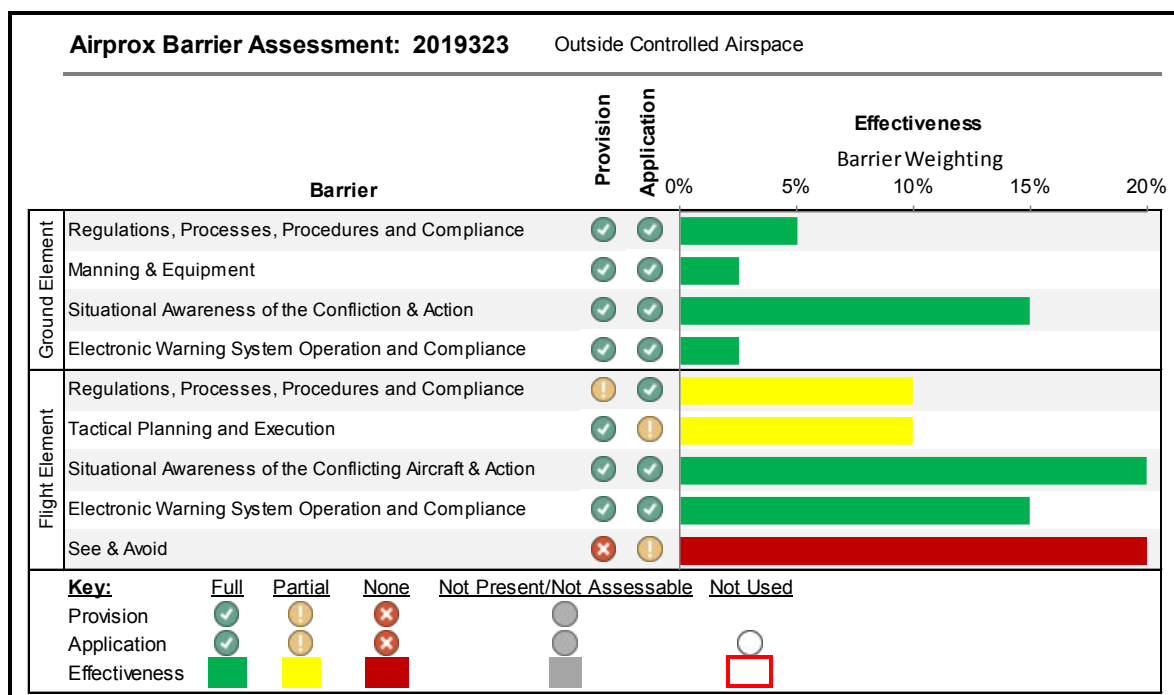 Airprox Barrier Assessment: 2019323 Outside Controlled Airspace
Provision
Application
Effectiveness
Barrier Weighting
Barrier
0% 5% 10% 15% 20%
Ground Element
Regulations, Processes, Procedures and Compliance
Manning & Equipment
Situational Awareness of the Confliction & Action
Electronic Warning System Operation and Compliance
Flight Element
Regulations, Processes, Procedures and Compliance
Tactical Planning and Execution
Situational Awareness of the Conflicting Aircraft & Action
Electronic Warning System Operation and Compliance
See & Avoid
Key: Full Partial None Not Present/Not Assessable Not Used
Provision
Application
Effectiveness